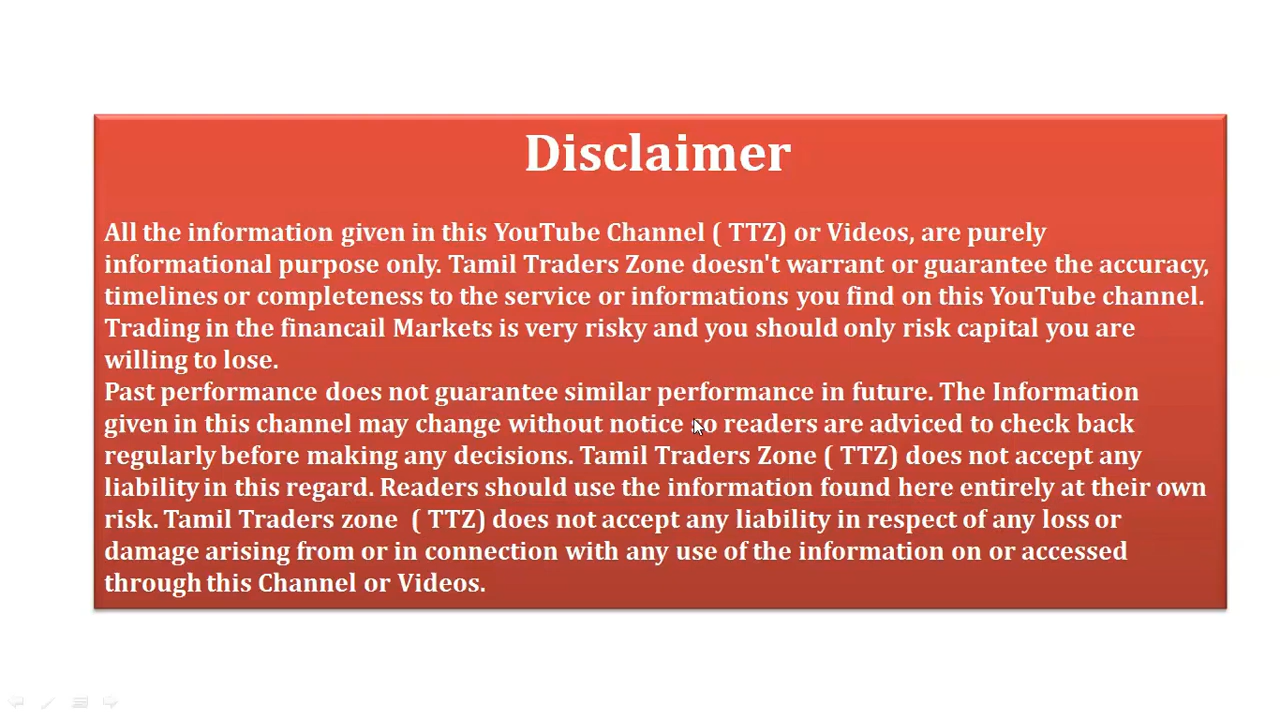 Disclaimer
All the information given in this YouTube Channel ( TTZ) or Videos, are purely
informational purpose only. Tamil Traders Zone doesn't warrant or guarantee the accuracy,
timelines or completeness to the service or informations you find on this YouTube channel.
Trading in the financail Markets is very risky and you should only risk capital you are
willing to lose.
Past performance does not guarantee similar performance in future. The Information
given in this channel may change without notice so readers are adviced to check back
regularly before making any decisions. Tamil Traders Zone ( TTZ) does not accept any
liability in this regard. Readers should use the information found here entirely at their own
risk. Tamil Traders zone  ( TTZ) does not accept any liability in respect of any loss or
damage arising from or in connection with any use of the information on or accessed
through this Channel or Videos.